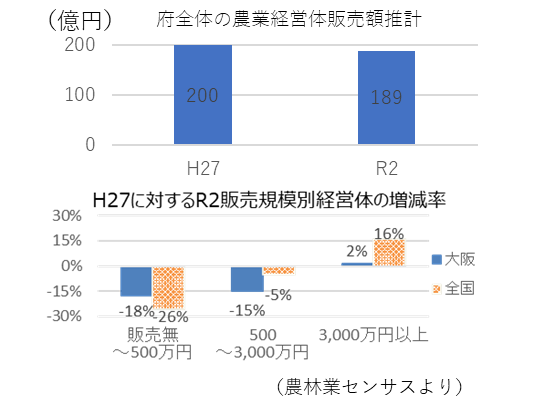 （億円）
府全体の農業経営体販売額推計
200
100
0
200
189
H27
R2
H27に対するR2販売規模別経営体の増減率
30%
15%
0%
-15%
-30%
-18%
-26%
-15%
-5%
2%
16%
大阪
全国
販売無
～500万円
500
～3,000万円
3,000万円以上
（農林業センサスより）